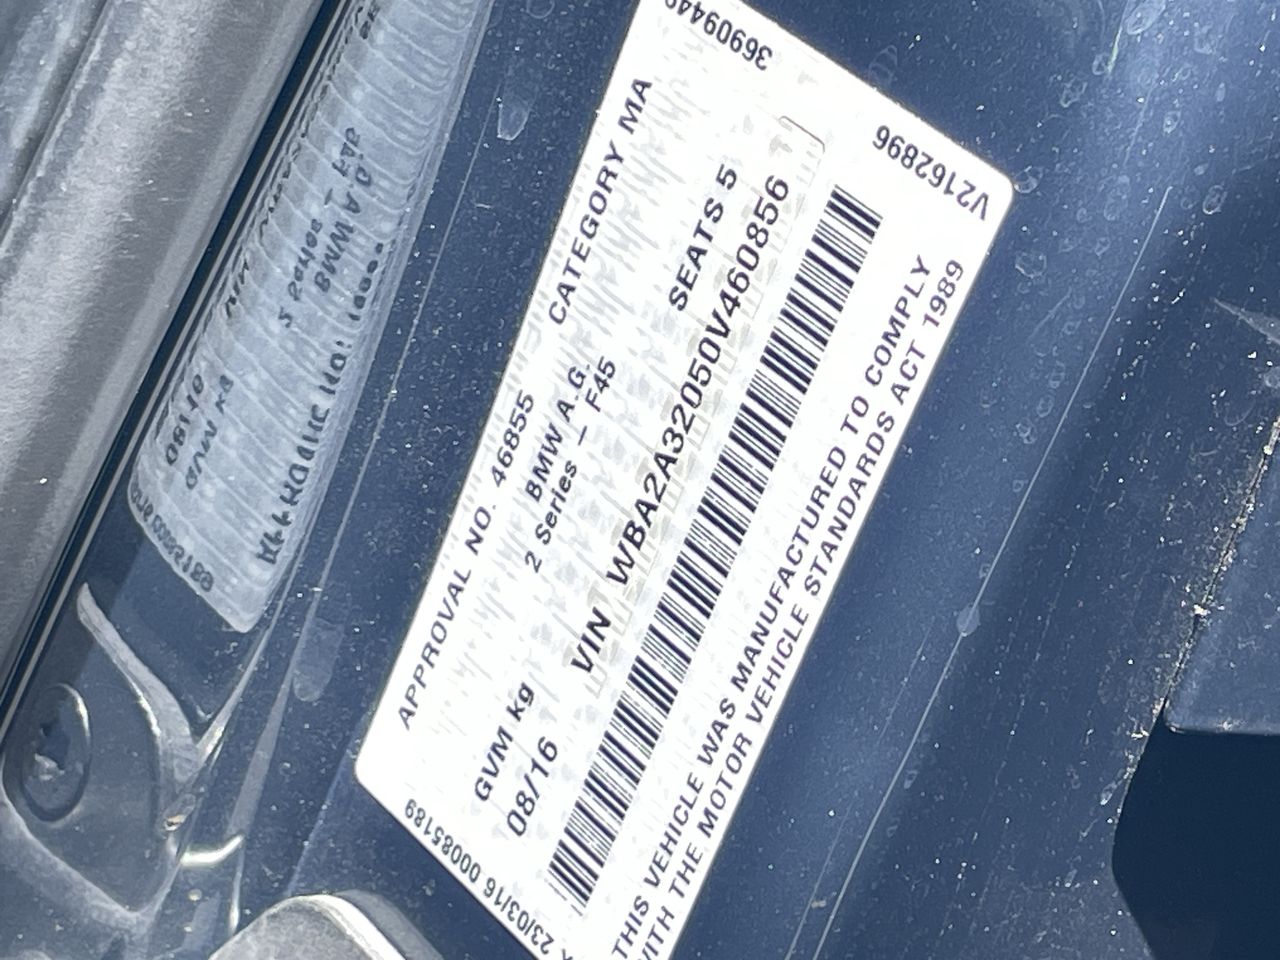 APPROVAL NO. 46855 CATEGORY MA
BMW A.G.
2 Series – F45
GVM kg SEATS 5
08/16 VIN WBA2A32050V460856
THIS VEHICLE WAS MANUFACTURED TO COMPLY
WITH THE MOTOR VEHICLE STANDARDS ACT 1989
23/03/16 00085189
V2162896